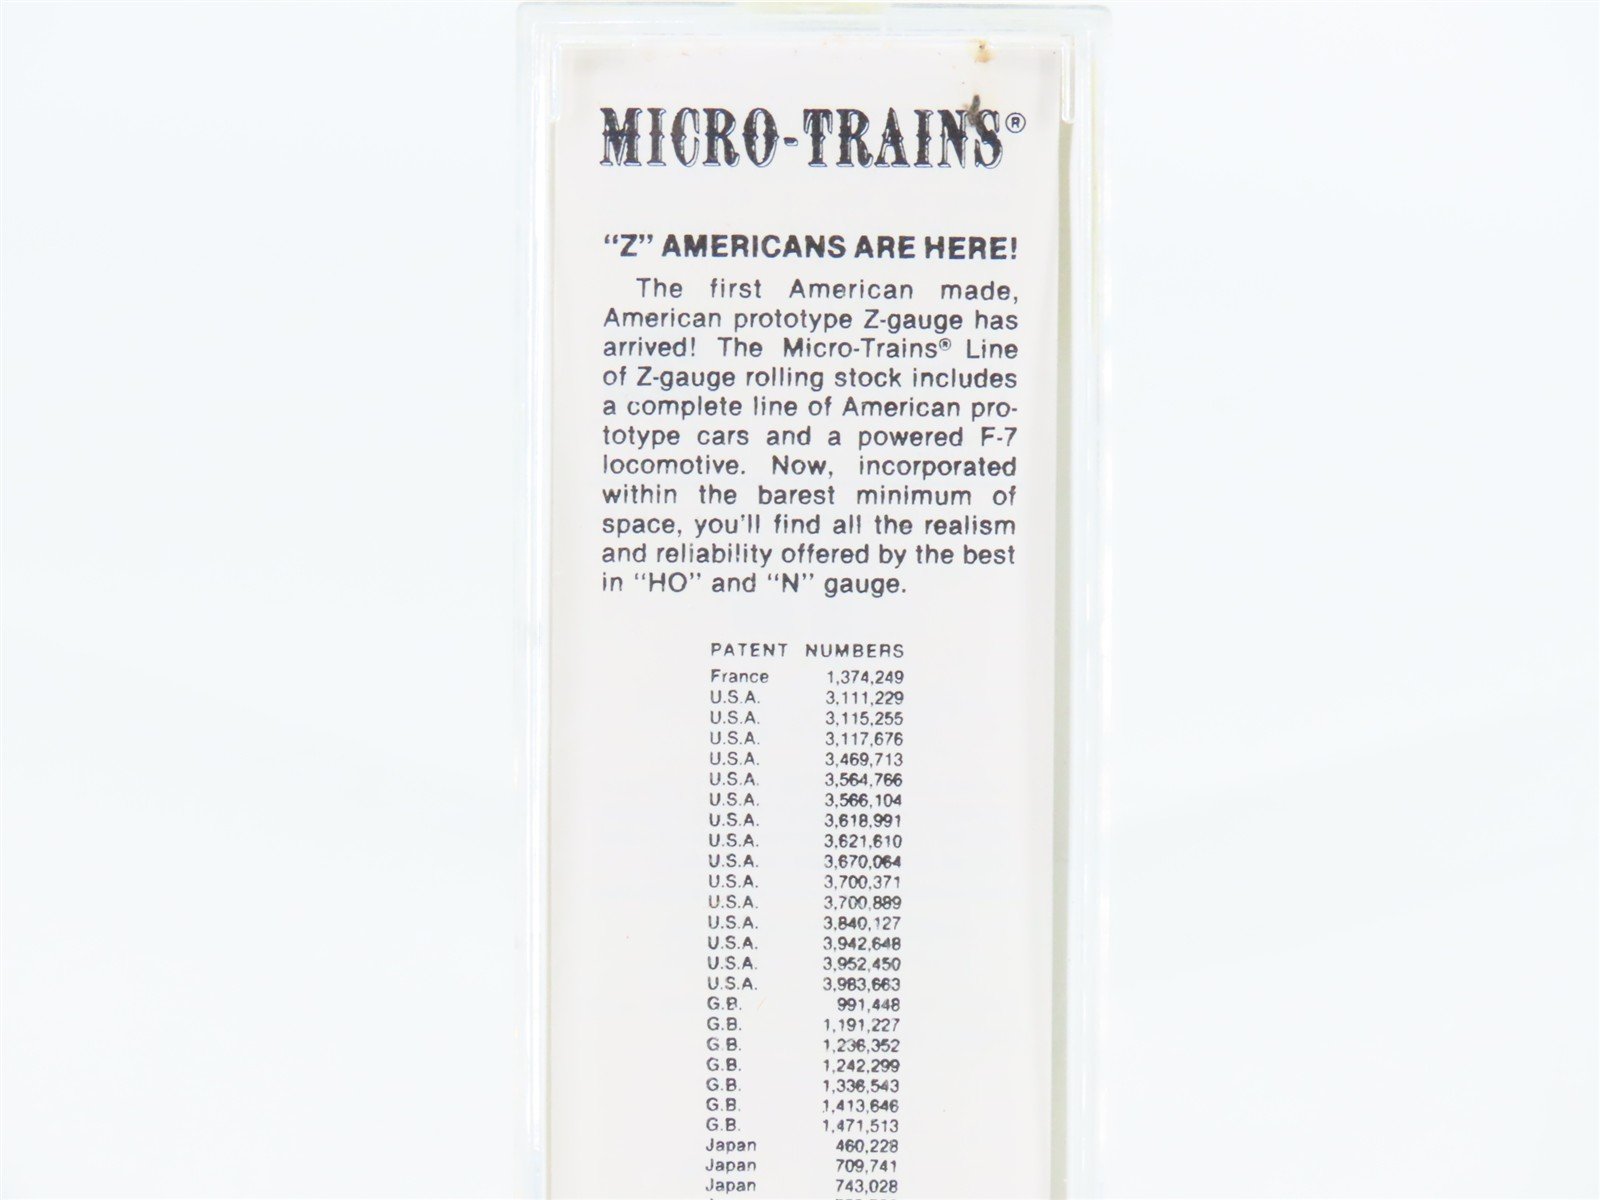 MICRO-TRAINS®
"Z" AMERICANS ARE HERE!
The first American made,
American prototype Z-gauge has
arrived! The Micro-Trains® Line
of Z-gauge rolling stock includes
a complete line of American pro-
totype cars and a powered F-7
locomotive. Now, incorporated
within the barest minimum of
space, you'll find all the realism
and reliability offered by the best
in "HO" and "N" gauge.
PATENT NUMBERS
France 1,374,249
U.S.A. 3,111,229
U.S.A. 3,115,255
U.S.A. 3,117,676
U.S.A. 3,469,713
U.S.A. 3,564,766
U.S.A. 3,566,104
U.S.A. 3,618,991
U.S.A. 3,621,610
U.S.A. 3,670,064
U.S.A. 3,700,371
U.S.A. 3,700,889
U.S.A. 3,840,127
U.S.A. 3,942,648
U.S.A. 3,952,450
U.S.A. 3,983,663
G.B. 991,448
G.B. 1,191,227
G.B. 1,236,352
G.B. 1,242,299
G.B. 1,336,543
G.B. 1,413,646
G.B. 1,471,513
Japan 460,228
Japan 709,741
Japan 743,028